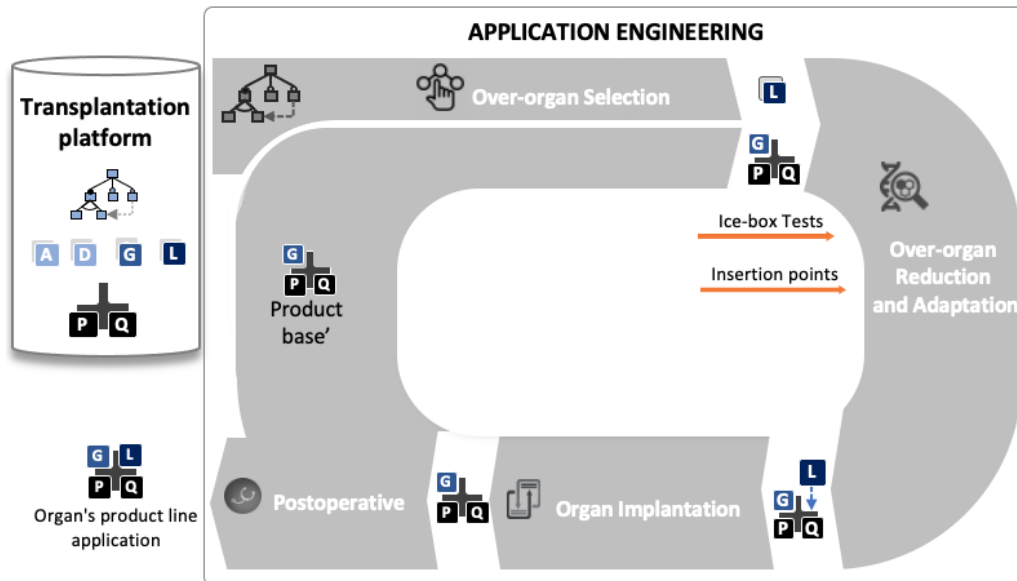 APPLICATION ENGINEERING
Transplantation
platform
A D G L
P Q
Over-organ Selection
L
G
P Q
Ice-box Tests
Insertion points
Over-organ
Reduction
and Adaptation
G
P Q
Product
base’
G L
P Q
Organ's product line
application
Postoperative
G
P Q
Organ Implantation
L
G
P Q